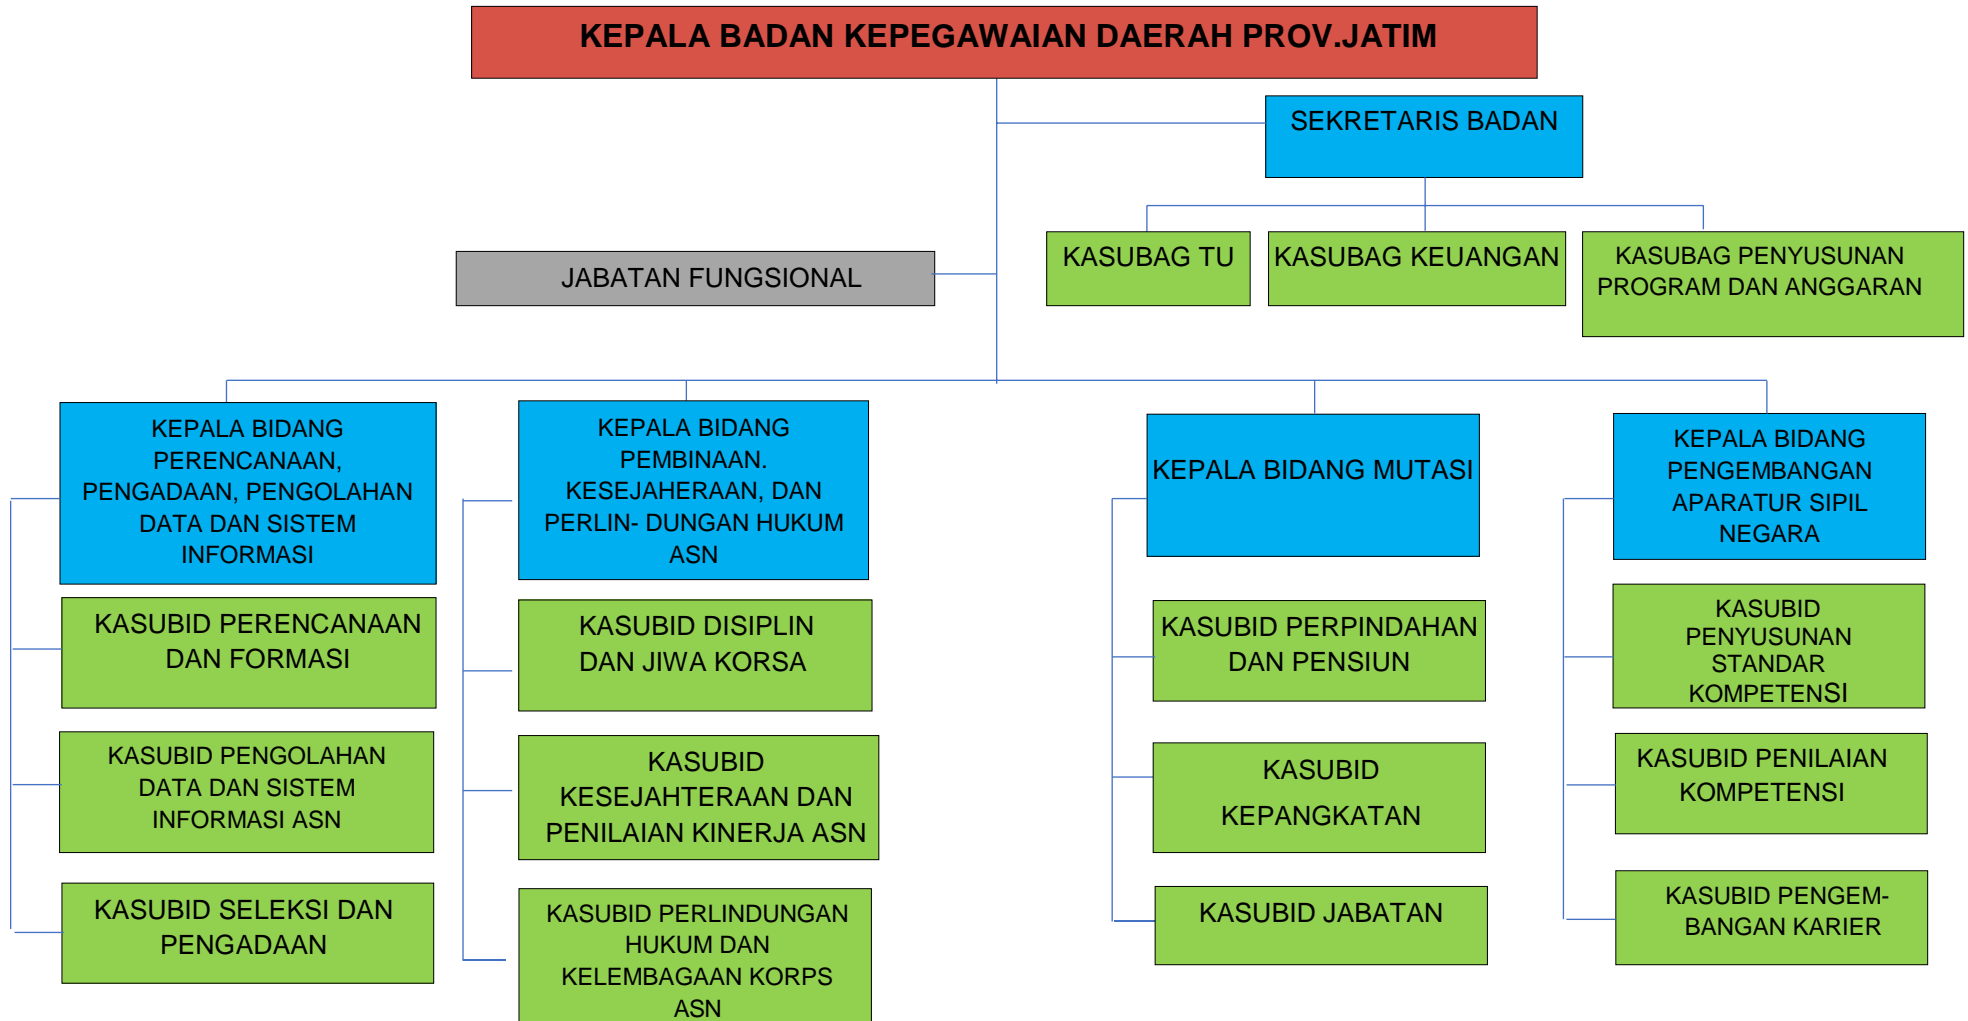 KEPALA BADAN KEPEGAWAIAN DAERAH PROV.JATIM
SEKRETARIS BADAN
KASUBAG TU
KASUBAG KEUANGAN
KASUBAG PENYUSUNAN
PROGRAM DAN ANGGARAN
JABATAN FUNGSIONAL
KEPALA BIDANG
PERENCANAAN,
PENGADAAN, PENGOLAHAN
DATA DAN SISTEM
INFORMASI
KASUBID PERENCANAAN
DAN FORMASI
KASUBID PENGOLAHAN
DATA DAN SISTEM
INFORMASI ASN
KASUBID SELEKSI DAN
PENGADAAN
KEPALA BIDANG
PEMBINAAN.
KESEJAHERAAN, DAN
PERLIN- DUNGAN HUKUM
ASN
KASUBID DISIPLIN
DAN JIWA KORSA
KASUBID
KESEJAHTERAAN DAN
PENILAIAN KINERJA ASN
KASUBID PERLINDUNGAN
HUKUM DAN
KELEMBAGAAN KORPS
ASN
KEPALA BIDANG MUTASI
KASUBID PERPINDAHAN
DAN PENSIUN
KASUBID
KEPANGKATAN
KASUBID JABATAN
KEPALA BIDANG
PENGEMBANGAN
APARATUR SIPIL
NEGARA
KASUBID
PENYUSUNAN
STANDAR
KOMPETENSI
KASUBID PENILAIAN
KOMPETENSI
KASUBID PENGEM-
BANGAN KARIER